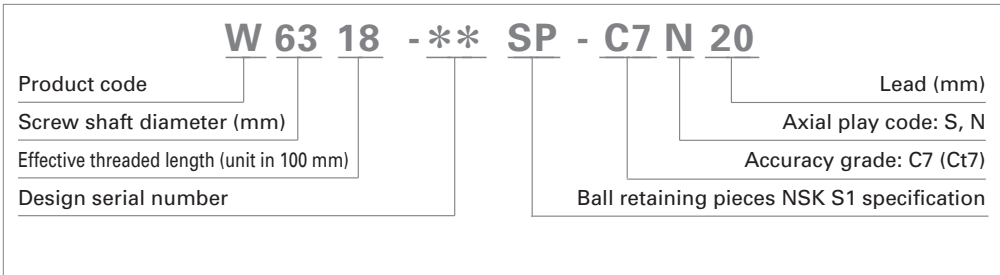 W 63 18 -** SP - C7 N 20
Product code
Lead (mm)
Screw shaft diameter (mm)
Axial play code: S, N
Effective threaded length (unit in 100 mm)
Accuracy grade: C7 (Ct7)
Design serial number
Ball retaining pieces NSK S1 specification